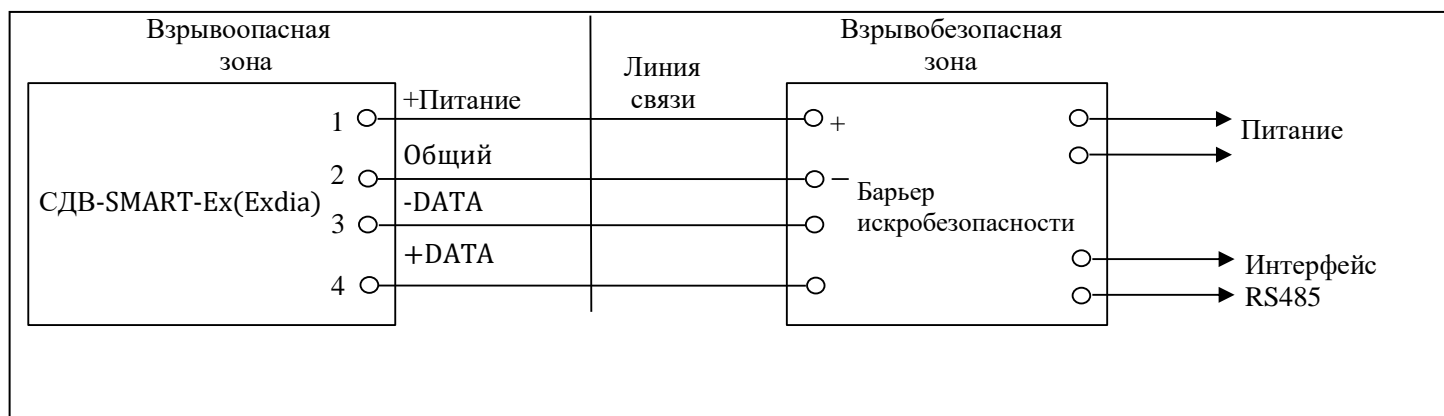 Взрывоопасная
зона
Взрывобезопасная
зона
Линия
связи
СДВ-SMART-Ex(Exdia)
1
+Питание
2
Общий
3
-DATA
4
+DATA
+
−
Барьер
искробезопасности
Питание
Интерфейс
RS485